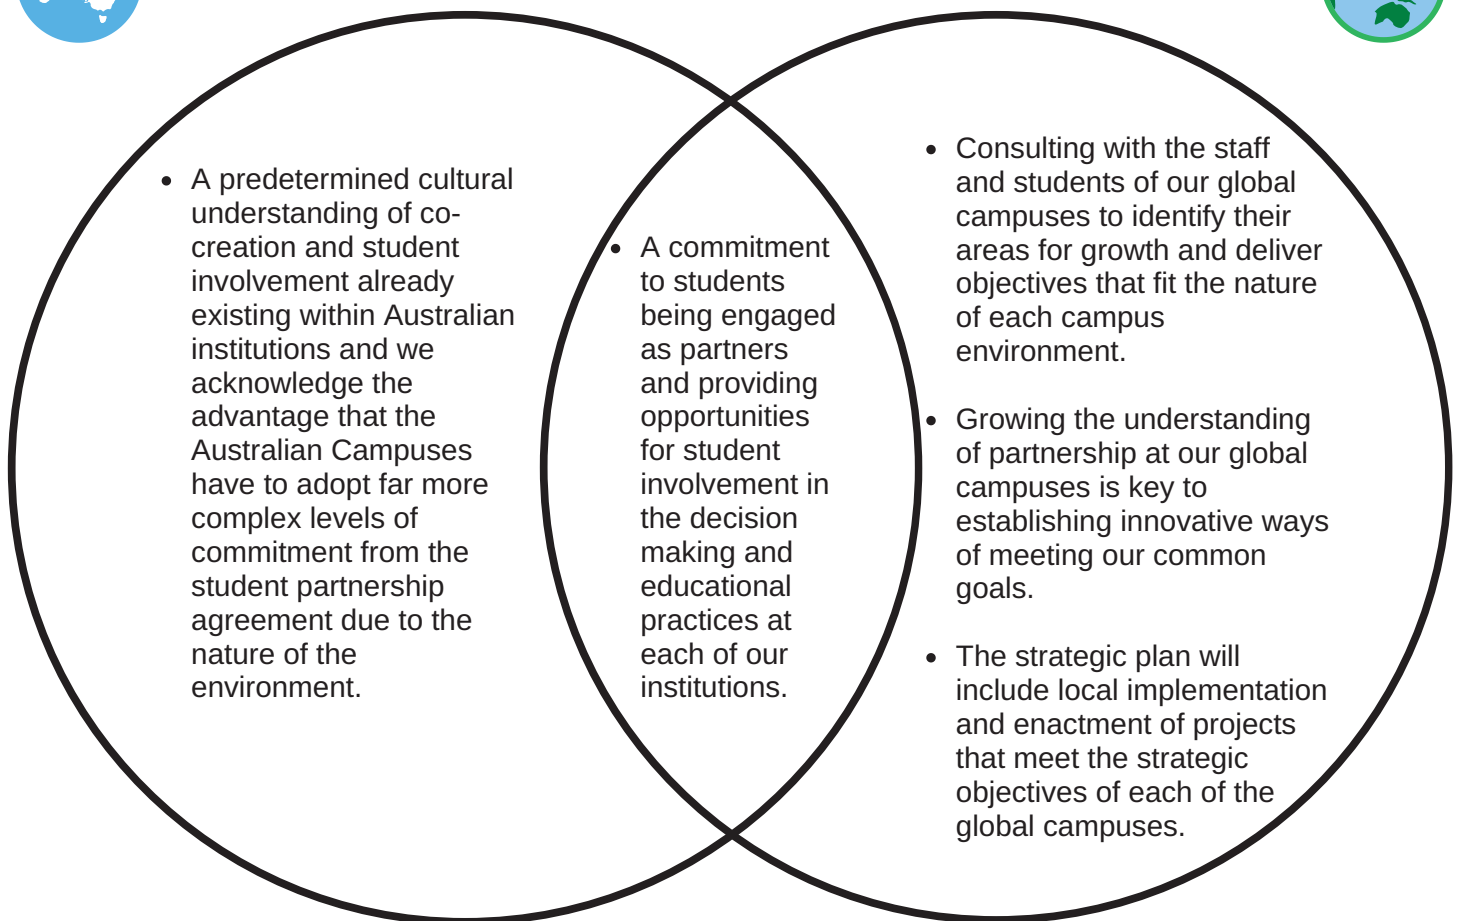 • A predetermined cultural
understanding of co-
creation and student
involvement already
existing within Australian
institutions and we
acknowledge the
advantage that the
Australian Campuses
have to adopt far more
complex levels of
commitment from the
student partnership
agreement due to the
nature of the
environment.
• A commitment
to students
being engaged
as partners
and providing
opportunities
for student
involvement in
the decision
making and
educational
practices at
each of our
institutions.
• Consulting with the staff
and students of our global
campuses to identify their
areas for growth and deliver
objectives that fit the nature
of each campus
environment.
• Growing the understanding
of partnership at our global
campuses is key to
establishing innovative ways
of meeting our common
goals.
• The strategic plan will
include local implementation
and enactment of projects
that meet the strategic
objectives of each of the
global campuses.